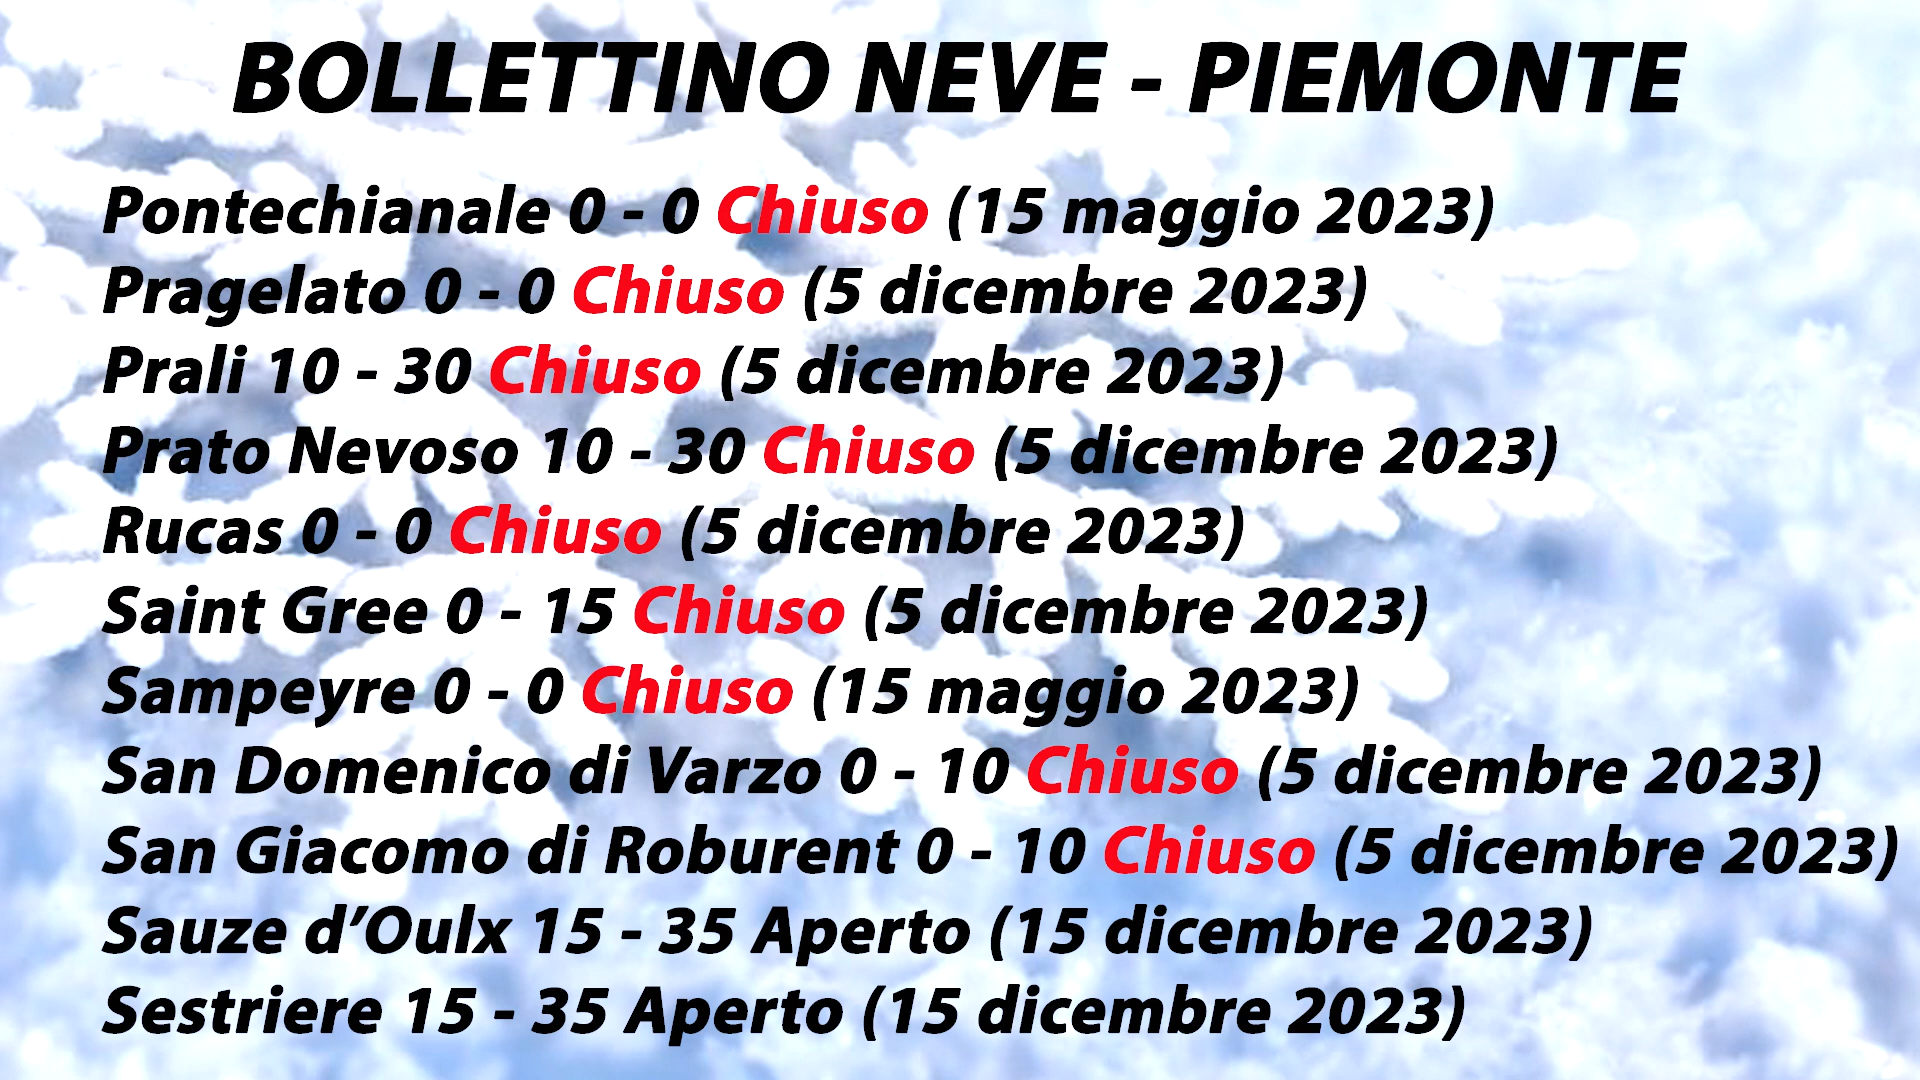 BOLLETTINO NEVE - PIEMONTE
Pontechianale 0 - 0 Chiuso (15 maggio 2023)
Pragelato 0 - 0 Chiuso (5 dicembre 2023)
Prali 10 - 30 Chiuso (5 dicembre 2023)
Prato Nevoso 10 - 30 Chiuso (5 dicembre 2023)
Rucas 0 - 0 Chiuso (5 dicembre 2023)
Saint Gree 0 - 15 Chiuso (5 dicembre 2023)
Sampeyre 0 - 0 Chiuso (15 maggio 2023)
San Domenico di Varzo 0 - 10 Chiuso (5 dicembre 2023)
San Giacomo di Roburent 0 - 10 Chiuso (5 dicembre 2023)
Sauze d’Oulx 15 - 35 Aperto (15 dicembre 2023)
Sestriere 15 - 35 Aperto (15 dicembre 2023)